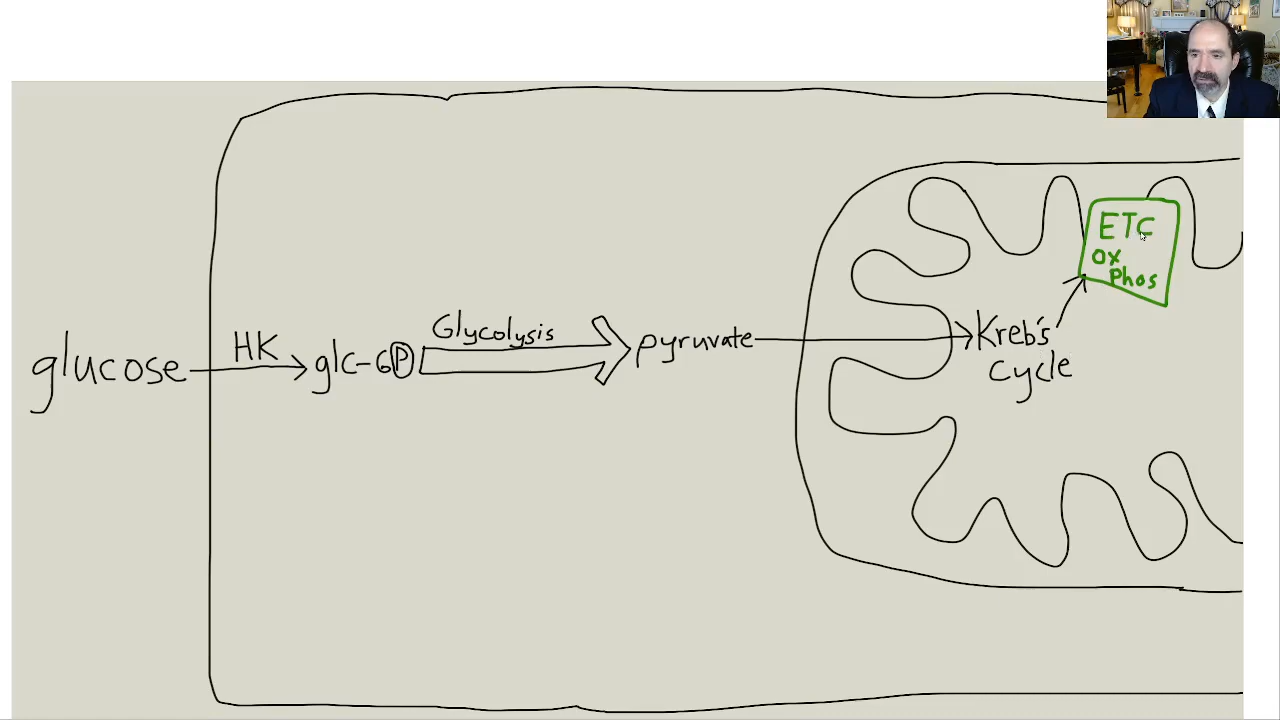 glucose
HK
glc-6P
Glycolysis
pyruvate
Kreb's
Cycle
ETC
OX
Phos